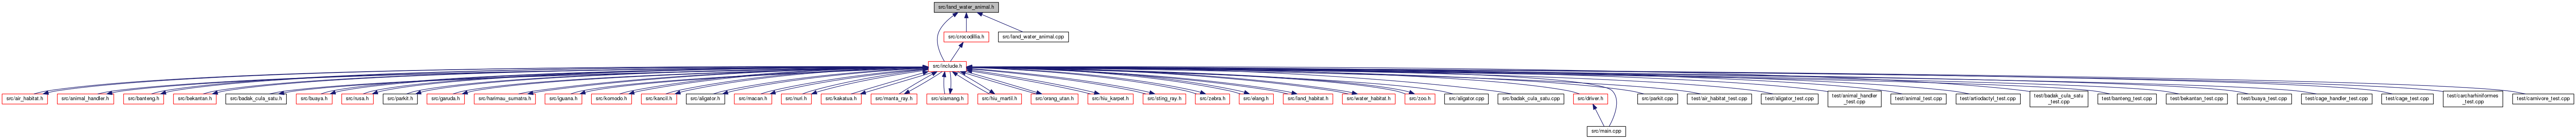 src/land_water_animal.h
src/crocodilia.h
src/land_water_animal.cpp
src/include.h
src/air_habitat.h
src/animal_handler.h
src/banteng.h
src/bekantan.h
src/badak_cula_satu.h
src/buaya.h
src/rusa.h
src/parkit.h
src/garuda.h
src/harimau_sumatra.h
src/iguana.h
src/komodo.h
src/kancil.h
src/aligator.h
src/macan.h
src/nuri.h
src/kakatua.h
src/manta_ray.h
src/siamang.h
src/hiu_martil.h
src/orang_utan.h
src/hiu_karpet.h
src/sting_ray.h
src/zebra.h
src/elang.h
src/land_habitat.h
src/water_habitat.h
src/zoo.h
src/aligator.cpp
src/badak_cula_satu.cpp
src/driver.h
src/parkit.cpp
test/air_habitat_test.cpp
test/aligator_test.cpp
test/animal_handler
_test.cpp
test/animal_test.cpp
test/artiodactyl_test.cpp
test/badak_cula_satu
_test.cpp
test/banteng_test.cpp
test/bekantan_test.cpp
test/buaya_test.cpp
test/cage_handler_test.cpp
test/cage_test.cpp
test/carcharhiniformes
_test.cpp
test/carnivore_test.cpp
src/main.cpp